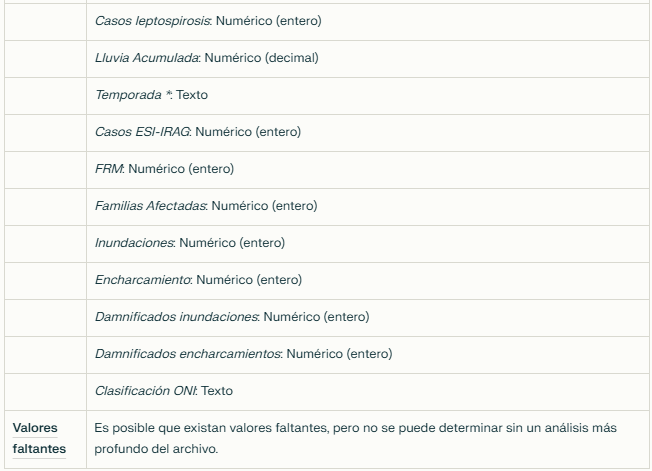 Casos leptospirosis: Numérico (entero)
Lluvia Acumulada: Numérico (decimal)
Temporada *: Texto
Casos ESI-IRAG: Numérico (entero)
FRM: Numérico (entero)
Familias Afectadas: Numérico (entero)
Inundaciones: Numérico (entero)
Encharcamiento: Numérico (entero)
Damnificados inundaciones: Numérico (entero)
Damnificados encharcamientos: Numérico (entero)
Clasificación ONI: Texto
Valores
faltantes
Es posible que existan valores faltantes, pero no se puede determinar sin un análisis más
profundo del archivo.